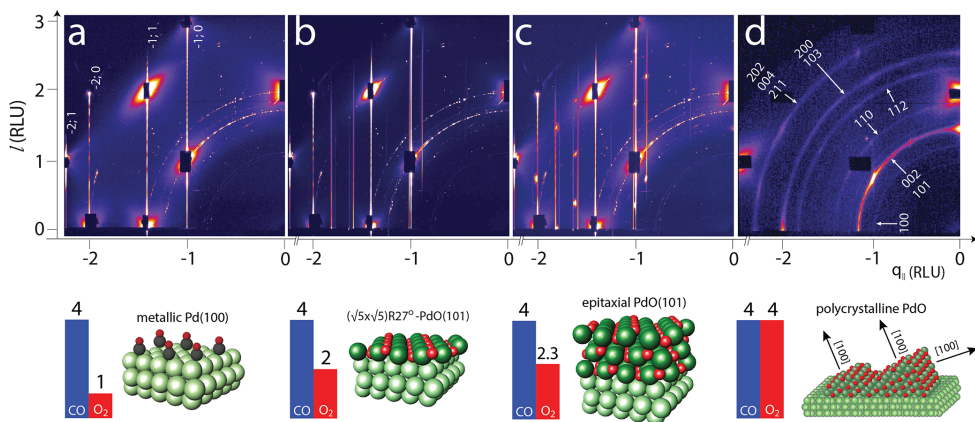 a
b
c
d
3
2
1
0
l (RLU)
-2; 1
-2; 0
-1; 1
-1; 0
202
004
211
200
103
110
112
002
101
100
-2
-1
0
-2
-1
0
-2
-1
0
-2
-1
0
q|| (RLU)
4
1
CO
O2
metallic Pd(100)
4
2
CO
O2
(√5x√5)R27° -PdO(101)
4
2.3
CO
O2
epitaxial PdO(101)
4
4
CO
O2
polycrystalline PdO
[100]
[100]
[100]